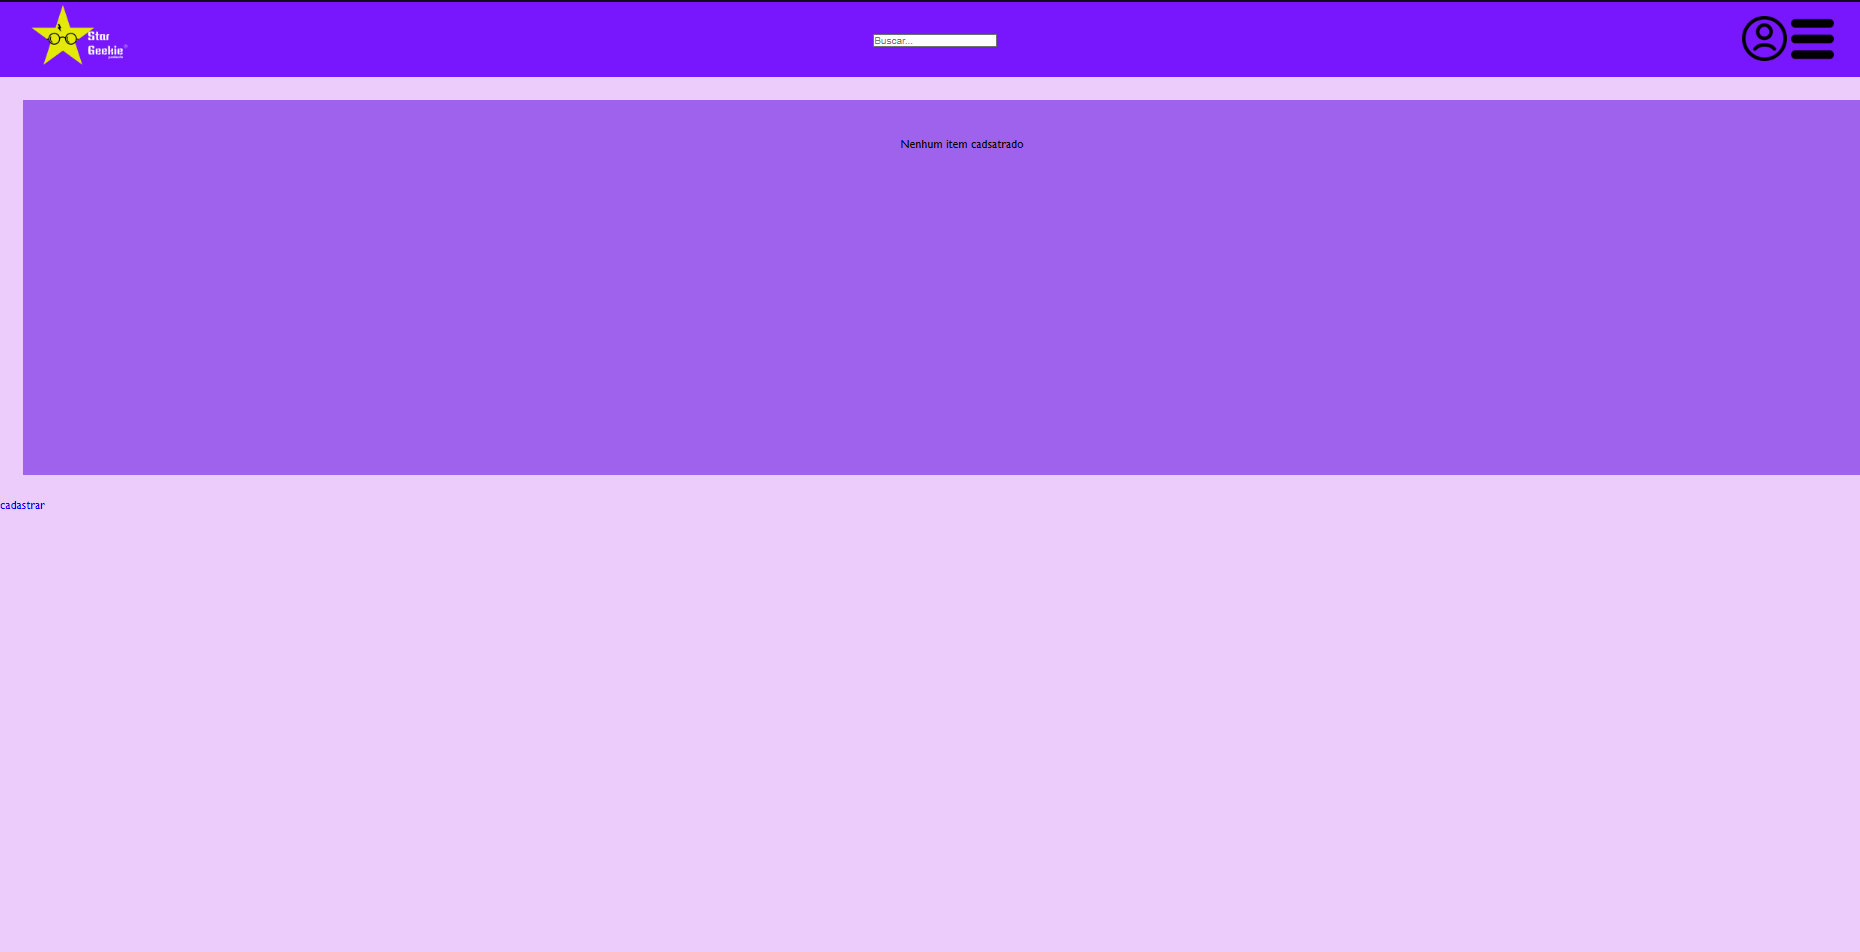 Star
Geekie
Buscar...
Nenhum item cadsatrado
cadastrar